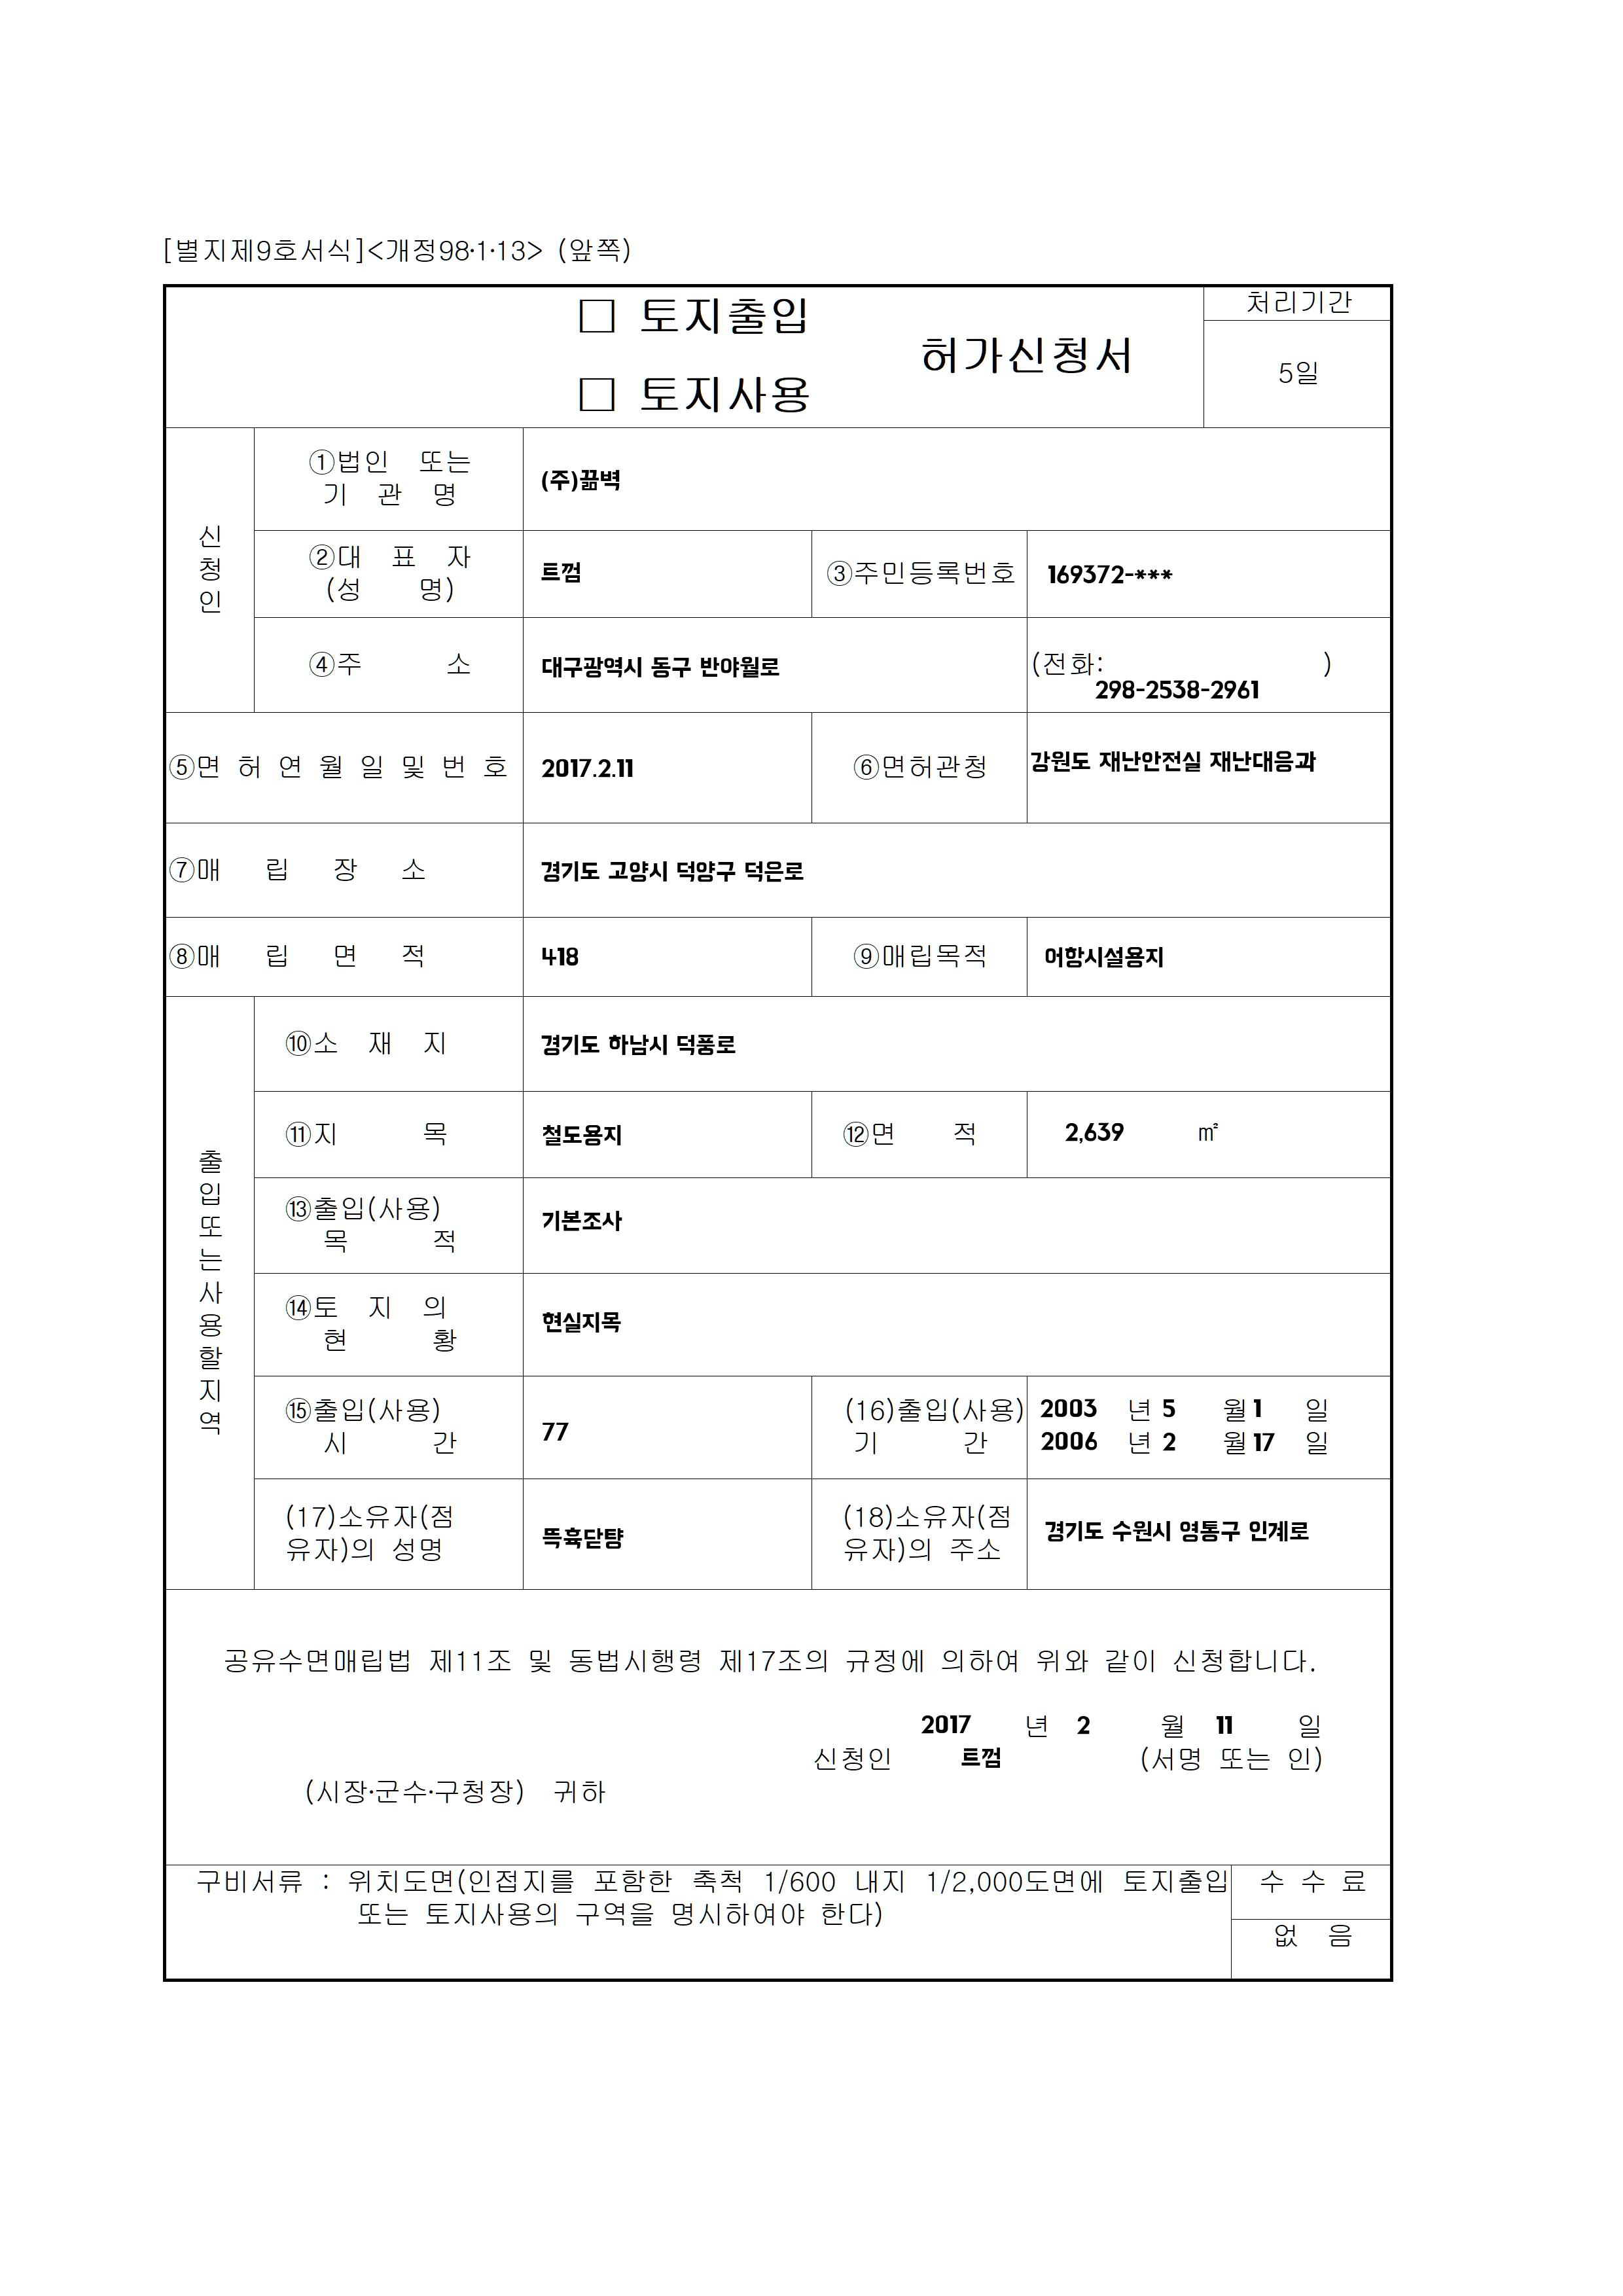 [별지제9호서식]<개정98·1·13> (앞쪽)
□ 토지출입
□ 토지사용
허가신청서
처리기간
5일
신청인
①법인 또는
기 관 명
(주)끎벽
②대 표 자
(성 명)
트껌
③주민등록번호
169372-***
④주 소
대구광역시 동구 반야월로
(전화: )
298-2538-2961
⑤면 허 연 월 일 및 번 호
2017.2.11
⑥면허관청
강원도 재난안전실 재난대응과
⑦매 립 장 소
경기도 고양시 덕양구 덕은로
⑧매 립 면 적
418
⑨매립목적
어항시설용지
출입또는사용할지역
⑩소 재 지
경기도 하남시 덕풍로
⑪지 목
철도용지
⑫면 적
2,639 ㎡
⑬출입(사용)
목 적
기본조사
⑭토 지 의
현 황
현실지목
⑮출입(사용)
시 간
77
(16)출입(사용)
기 간
2003 년 5 월 1 일
2006 년 2 월 17 일
(17)소유자(점
유자)의 성명
뜍휵닫턍
(18)소유자(점
유자)의 주소
경기도 수원시 영통구 인계로
공유수면매립법 제11조 및 동법시행령 제17조의 규정에 의하여 위와 같이 신청합니다.
2017 년 2 월 11 일
신청인 트껌 (서명 또는 인)
(시장·군수·구청장) 귀하
구비서류 : 위치도면(인접지를 포함한 축척 1/600 내지 1/2,000도면에 토지출입
또는 토지사용의 구역을 명시하여야 한다)
수 수 료
없 음